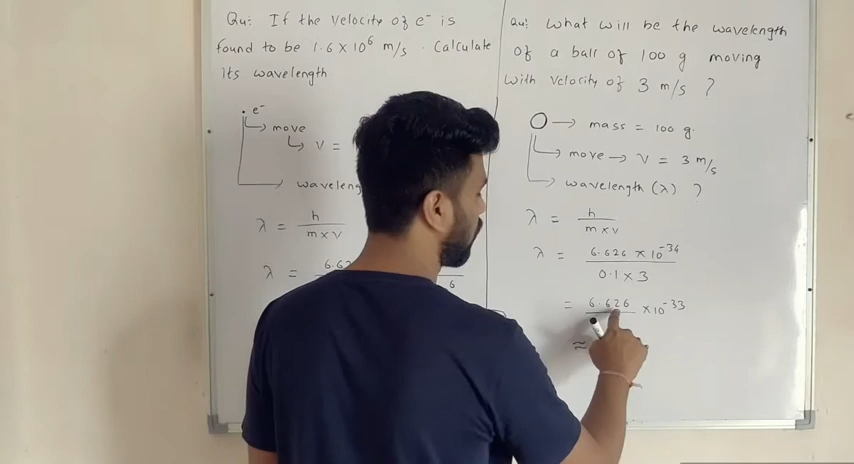 Qu: If the velocity of e⁻ is
found to be 1.6 × 10⁶ m/s . Calculate
its wavelength
e⁻
move
v =
λ = h / m × v
λ =
6
Qu: What will be the wavelength
of a ball of 100 g moving
with velocity of 3 m/s ?
mass = 100 g.
move → v = 3 m/s
wavelength (λ) ?
λ = h / m × v
λ = 6.626 × 10⁻³⁴ / 0.1 × 3
= 6.626 × 10⁻³³
≈